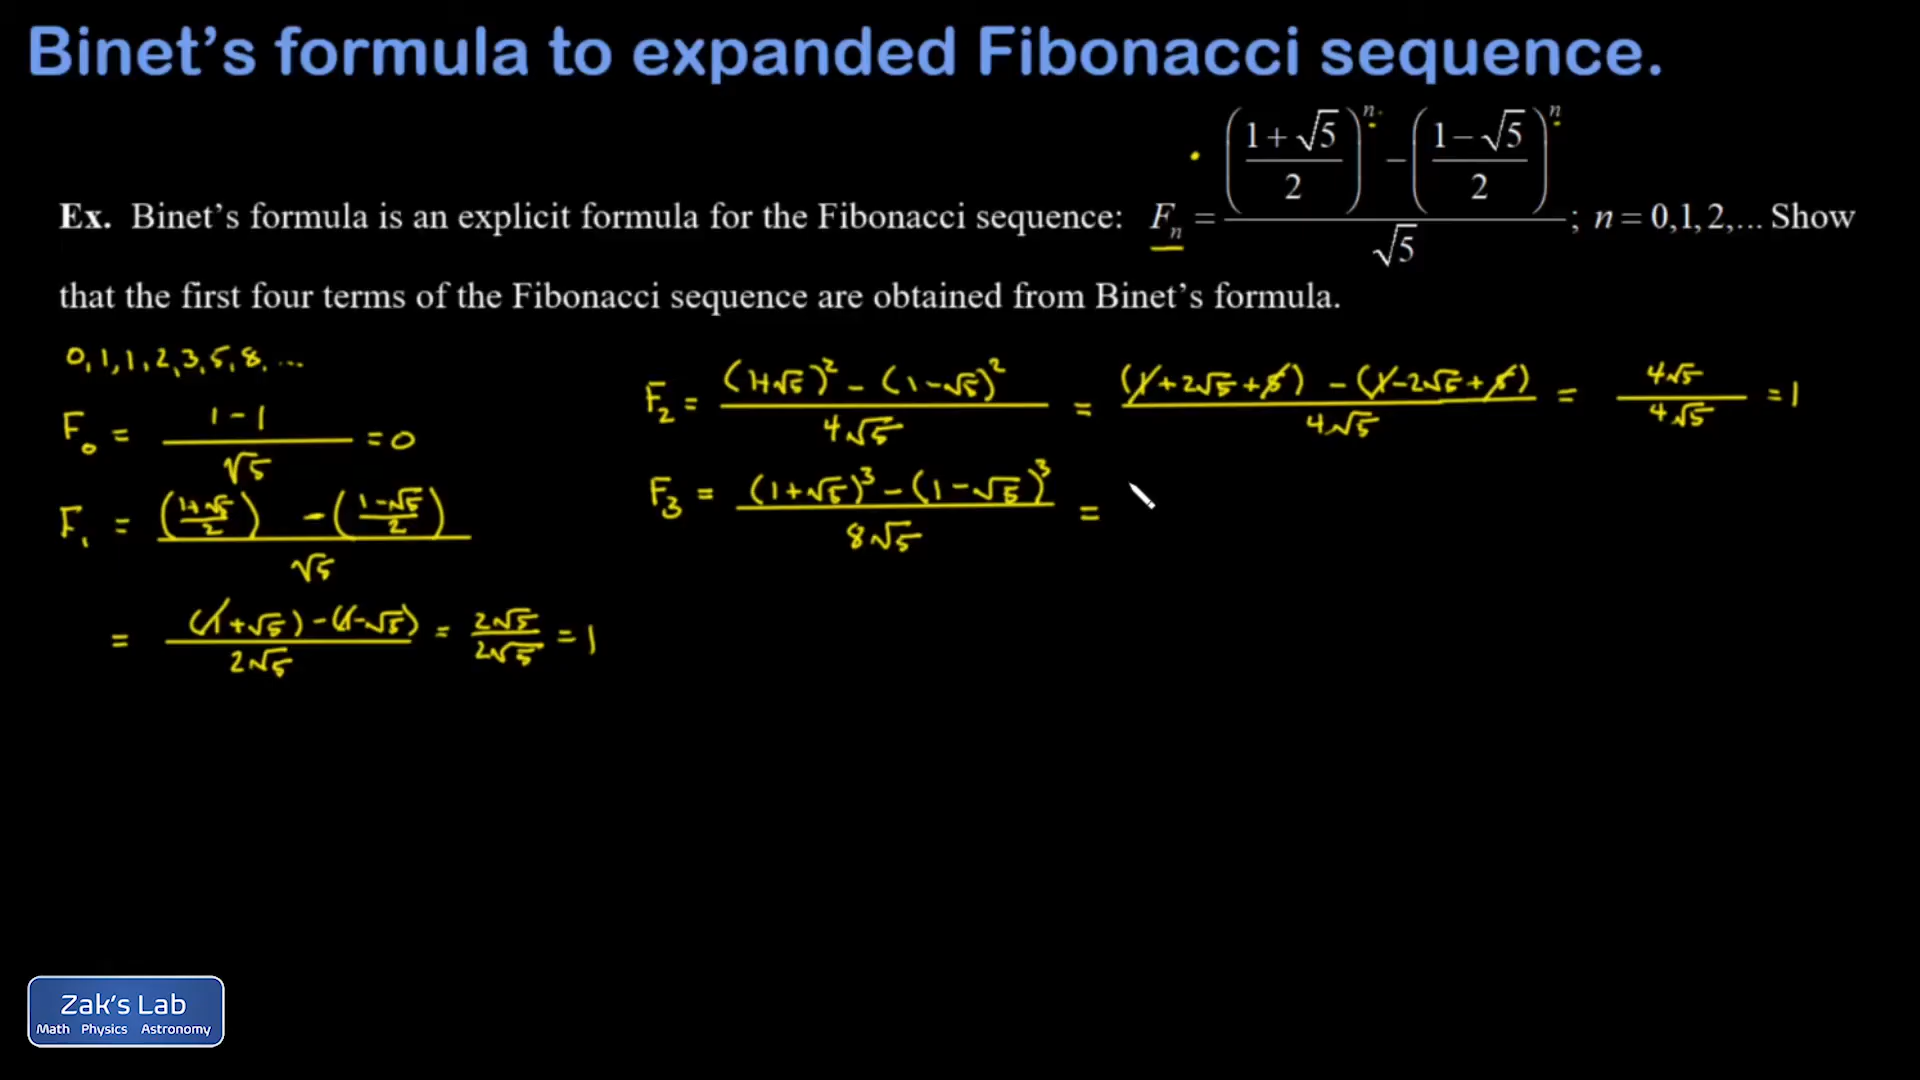 Binet's formula to expanded Fibonacci sequence.
Ex. Binet's formula is an explicit formula for the Fibonacci sequence: Fₙ = (((1+√5)/2)ⁿ − ((1−√5)/2)ⁿ)/√5 ; n = 0,1,2,... Show
that the first four terms of the Fibonacci sequence are obtained from Binet's formula.
0, 1, 1, 2, 3, 5, 8, ...
F₀ = (1 - 1)/√5 = 0
F₁ = (((1+√5)/2) - ((1-√5)/2))/√5
= ((1+√5) - (1-√5))/(2√5) = 2√5/2√5 = 1
F₂ = ((1+√5)² - (1-√5)²)/(4√5) = ((1+2√5+5) - (1-2√5+5))/(4√5) = 4√5/4√5 = 1
F₃ = ((1+√5)³ - (1-√5)³)/(8√5) =
Zak's Lab
Math Physics Astronomy